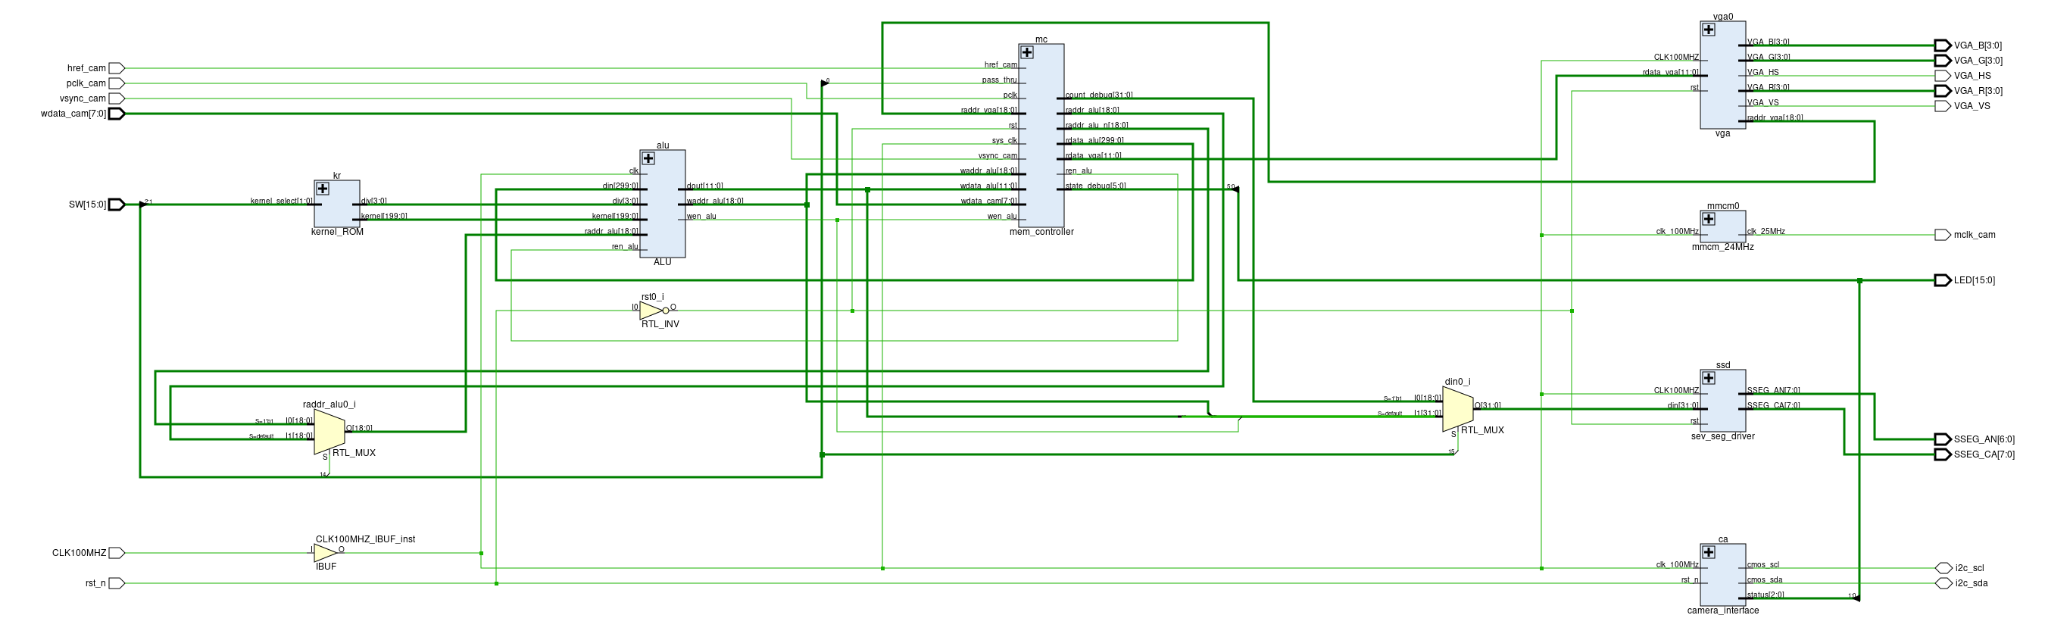 href_cam
pclk_cam
vsync_cam
wdata_cam[7:0]
SW[15:0]
CLK100MHZ
rst_n
kr
kernel_select[1:0]
div[3:0]
kernel[199:0]
kernel_ROM
raddr_alu0_i
S=1'b1
I0[18:0]
S=default
I1[18:0]
O[18:0]
S
RTL_MUX
CLK100MHZ_IBUF_inst
I
O
IBUF
alu
clk
din[299:0]
div[3:0]
kernel[199:0]
raddr_alu[18:0]
ren_alu
dout[11:0]
waddr_alu[18:0]
wen_alu
ALU
rst0_i
I0
O
RTL_INV
mc
href_cam
pass_thru
pclk
raddr_vga[18:0]
rst
sys_clk
vsync_cam
waddr_alu[18:0]
wdata_alu[11:0]
wdata_cam[7:0]
wen_alu
count_debug[31:0]
raddr_alu[18:0]
raddr_alu_n[18:0]
rdata_alu[299:0]
rdata_vga[11:0]
ren_alu
state_debug[5:0]
mem_controller
din0_i
S=1'b1
I0[18:0]
S=default
I1[31:0]
O[31:0]
S
RTL_MUX
vga0
CLK100MHZ
rdata_vga[11:0]
rst
VGA_B[3:0]
VGA_G[3:0]
VGA_HS
VGA_R[3:0]
VGA_VS
raddr_vga[18:0]
vga
mmcm0
clk_100MHz
clk_25MHz
mmcm_24MHz
ssd
CLK100MHZ
din[31:0]
rst
SSEG_AN[7:0]
SSEG_CA[7:0]
sev_seg_driver
ca
clk_100MHz
rst_n
cmos_scl
cmos_sda
status[2:0]
camera_interface
VGA_B[3:0]
VGA_G[3:0]
VGA_HS
VGA_R[3:0]
VGA_VS
mclk_cam
LED[15:0]
SSEG_AN[6:0]
SSEG_CA[7:0]
i2c_scl
i2c_sda